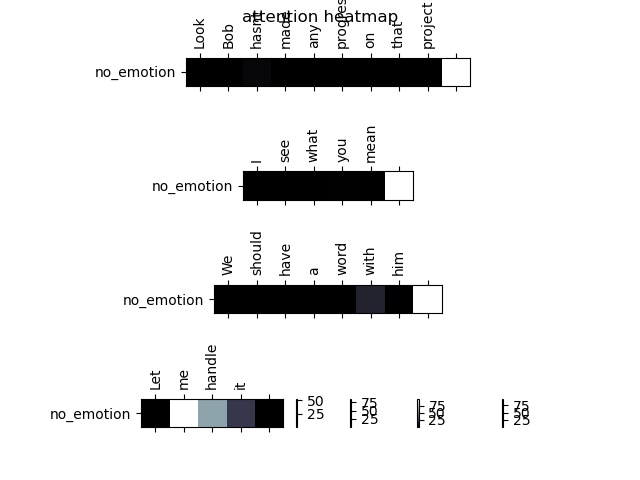 attention heatmap
Look Bob hasn't made any progress on that project
no_emotion
I see what you mean
no_emotion
We should have a word with him
no_emotion
Let me handle it
no_emotion
50 75 75 75
25 50 50 50
25 25 25